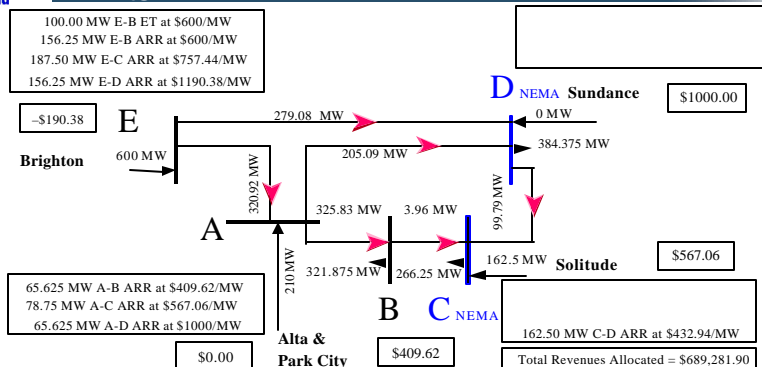 100.00 MW E-B ET at $600/MW
156.25 MW E-B ARR at $600/MW
187.50 MW E-C ARR at $757.44/MW
156.25 MW E-D ARR at $1190.38/MW
D NEMA Sundance
$1000.00
–$190.38
E
279.08 MW
0 MW
384.375 MW
Brighton
600 MW
205.09 MW
320.92 MW
99.79 MW
A
325.83 MW
3.96 MW
210 MW
321.875 MW
266.25 MW
162.5 MW
Solitude
$567.06
65.625 MW A-B ARR at $409.62/MW
78.75 MW A-C ARR at $567.06/MW
65.625 MW A-D ARR at $1000/MW
B
C NEMA
162.50 MW C-D ARR at $432.94/MW
$0.00
Alta &
Park City
$409.62
Total Revenues Allocated = $689,281.90